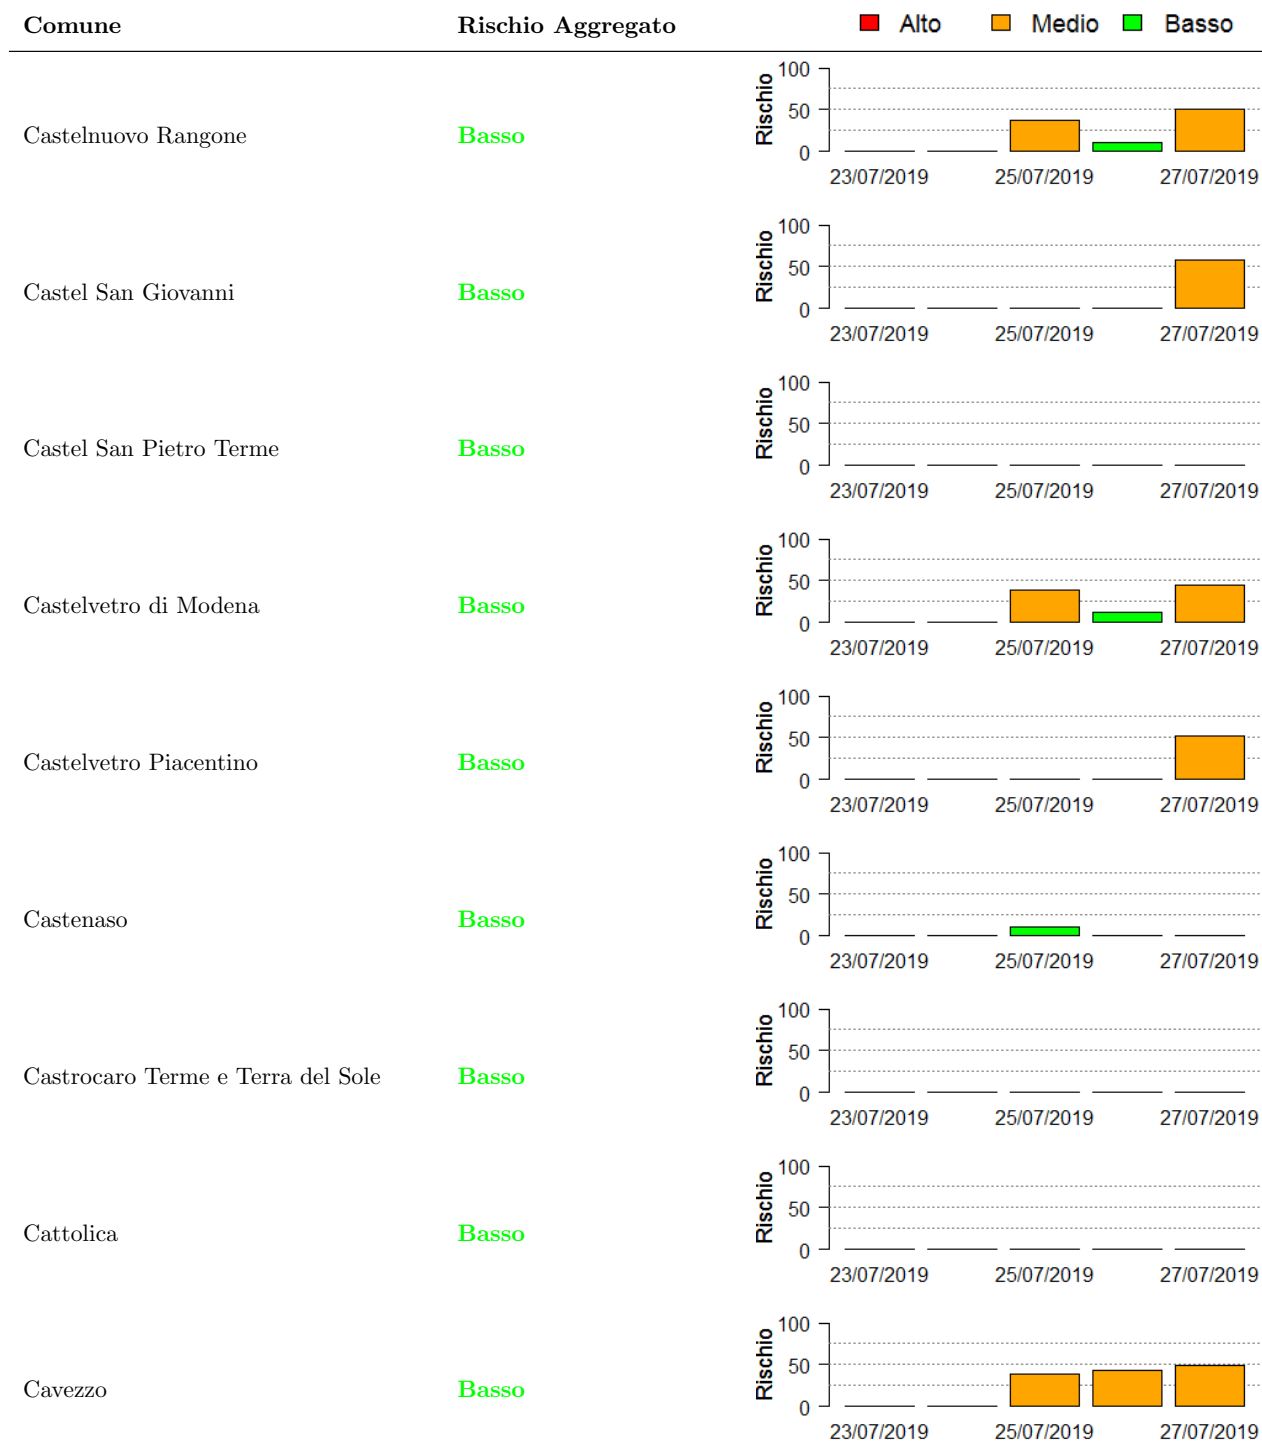 Comune Rischio Aggregato Alto Medio Basso
100
50
0
Rischio
Castelnuovo Rangone Basso
23/07/2019 25/07/2019 27/07/2019
100
50
0
Rischio
Castel San Giovanni Basso
23/07/2019 25/07/2019 27/07/2019
100
50
0
Rischio
Castel San Pietro Terme Basso
23/07/2019 25/07/2019 27/07/2019
100
50
0
Rischio
Castelvetro di Modena Basso
23/07/2019 25/07/2019 27/07/2019
100
50
0
Rischio
Castelvetro Piacentino Basso
23/07/2019 25/07/2019 27/07/2019
100
50
0
Rischio
Castenaso Basso
23/07/2019 25/07/2019 27/07/2019
100
50
0
Rischio
Castrocaro Terme e Terra del Sole Basso
23/07/2019 25/07/2019 27/07/2019
100
50
0
Rischio
Cattolica Basso
23/07/2019 25/07/2019 27/07/2019
100
50
0
Rischio
Cavezzo Basso
23/07/2019 25/07/2019 27/07/2019